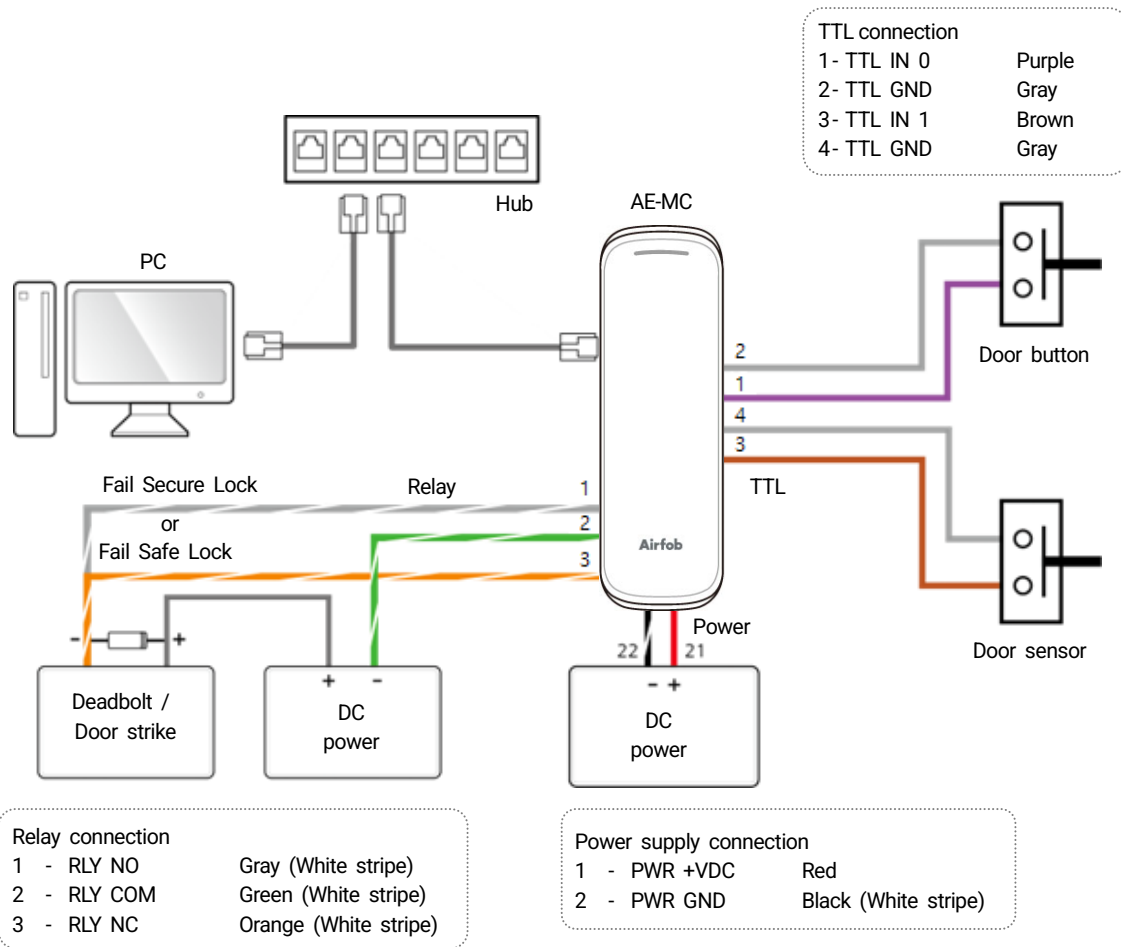 TTL connection
1- TTL IN 0 Purple
2- TTL GND Gray
3- TTL IN 1 Brown
4- TTL GND Gray
Hub
AE-MC
PC
Door button
2
1
4
3
TTL
Fail Secure Lock
or
Fail Safe Lock
Relay
1
2
3
Airfob
Power
22 21
Door sensor
- +
Deadbolt /
Door strike
+ -
DC
power
- +
DC
power
Relay connection
1 - RLY NO Gray (White stripe)
2 - RLY COM Green (White stripe)
3 - RLY NC Orange (White stripe)
Power supply connection
1 - PWR +VDC Red
2 - PWR GND Black (White stripe)